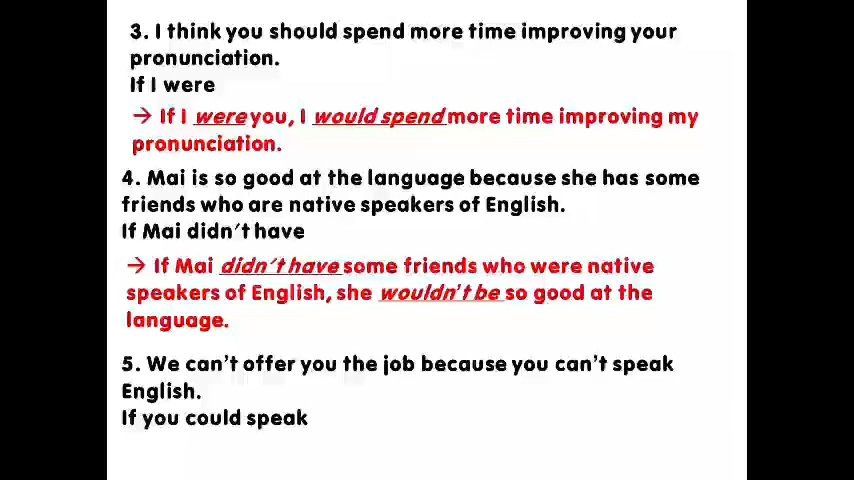 3. I think you should spend more time improving your
pronunciation.
If I were
→ If I were you, I would spend more time improving my
pronunciation.
4. Mai is so good at the language because she has some
friends who are native speakers of English.
If Mai didn't have
→ If Mai didn't have some friends who were native
speakers of English, she wouldn't be so good at the
language.
5. We can't offer you the job because you can't speak
English.
If you could speak